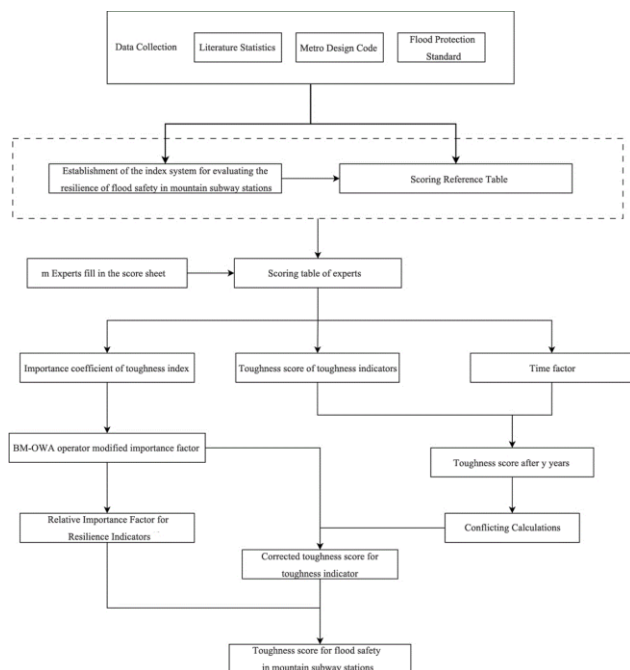 Data Collection
Literature Statistics
Metro Design Code
Flood Protection
Standard
Establishment of the index system for evaluating the
resilience of flood safety in mountain subway stations
Scoring Reference Table
m Experts fill in the score sheet
Scoring table of experts
Importance coefficient of toughness index
Toughness score of toughness indicators
Time factor
BM-OWA operator modified importance factor
Toughness score after y years
Relative Importance Factor for
Resilience Indicators
Conflicting Calculations
Corrected toughness score for
toughness indicator
Toughness score for flood safety
in mountain subway stations